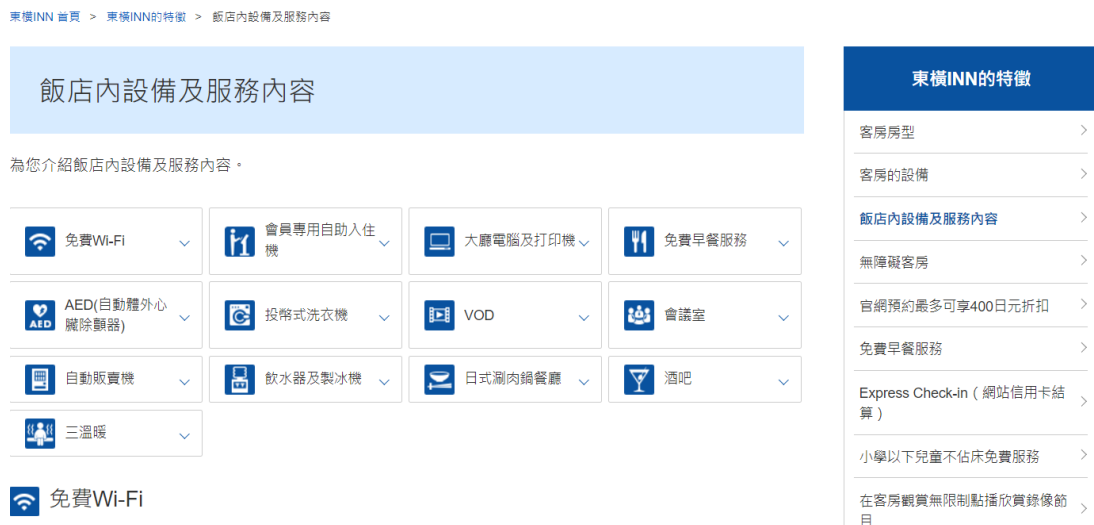 東橫INN 首頁 > 東橫INN的特徵 > 飯店內設備及服務內容
飯店內設備及服務內容
為您介紹飯店內設備及服務內容。
免費Wi-Fi
會員專用自助入住
機
大廳電腦及打印機
免費早餐服務
AED(自動體外心
臟除顫器)
AED
投幣式洗衣機
VOD
會議室
自動販賣機
飲水器及製冰機
日式涮肉鍋餐廳
酒吧
三溫暖
免費Wi-Fi
東橫INN的特徵
客房房型
客房的設備
飯店內設備及服務內容
無障礙客房
官網預約最多可享400日元折扣
免費早餐服務
Express Check-in ( 網站信用卡結
算 )
小學以下兒童不佔床免費服務
在客房觀賞無限制點播欣賞錄像節
目